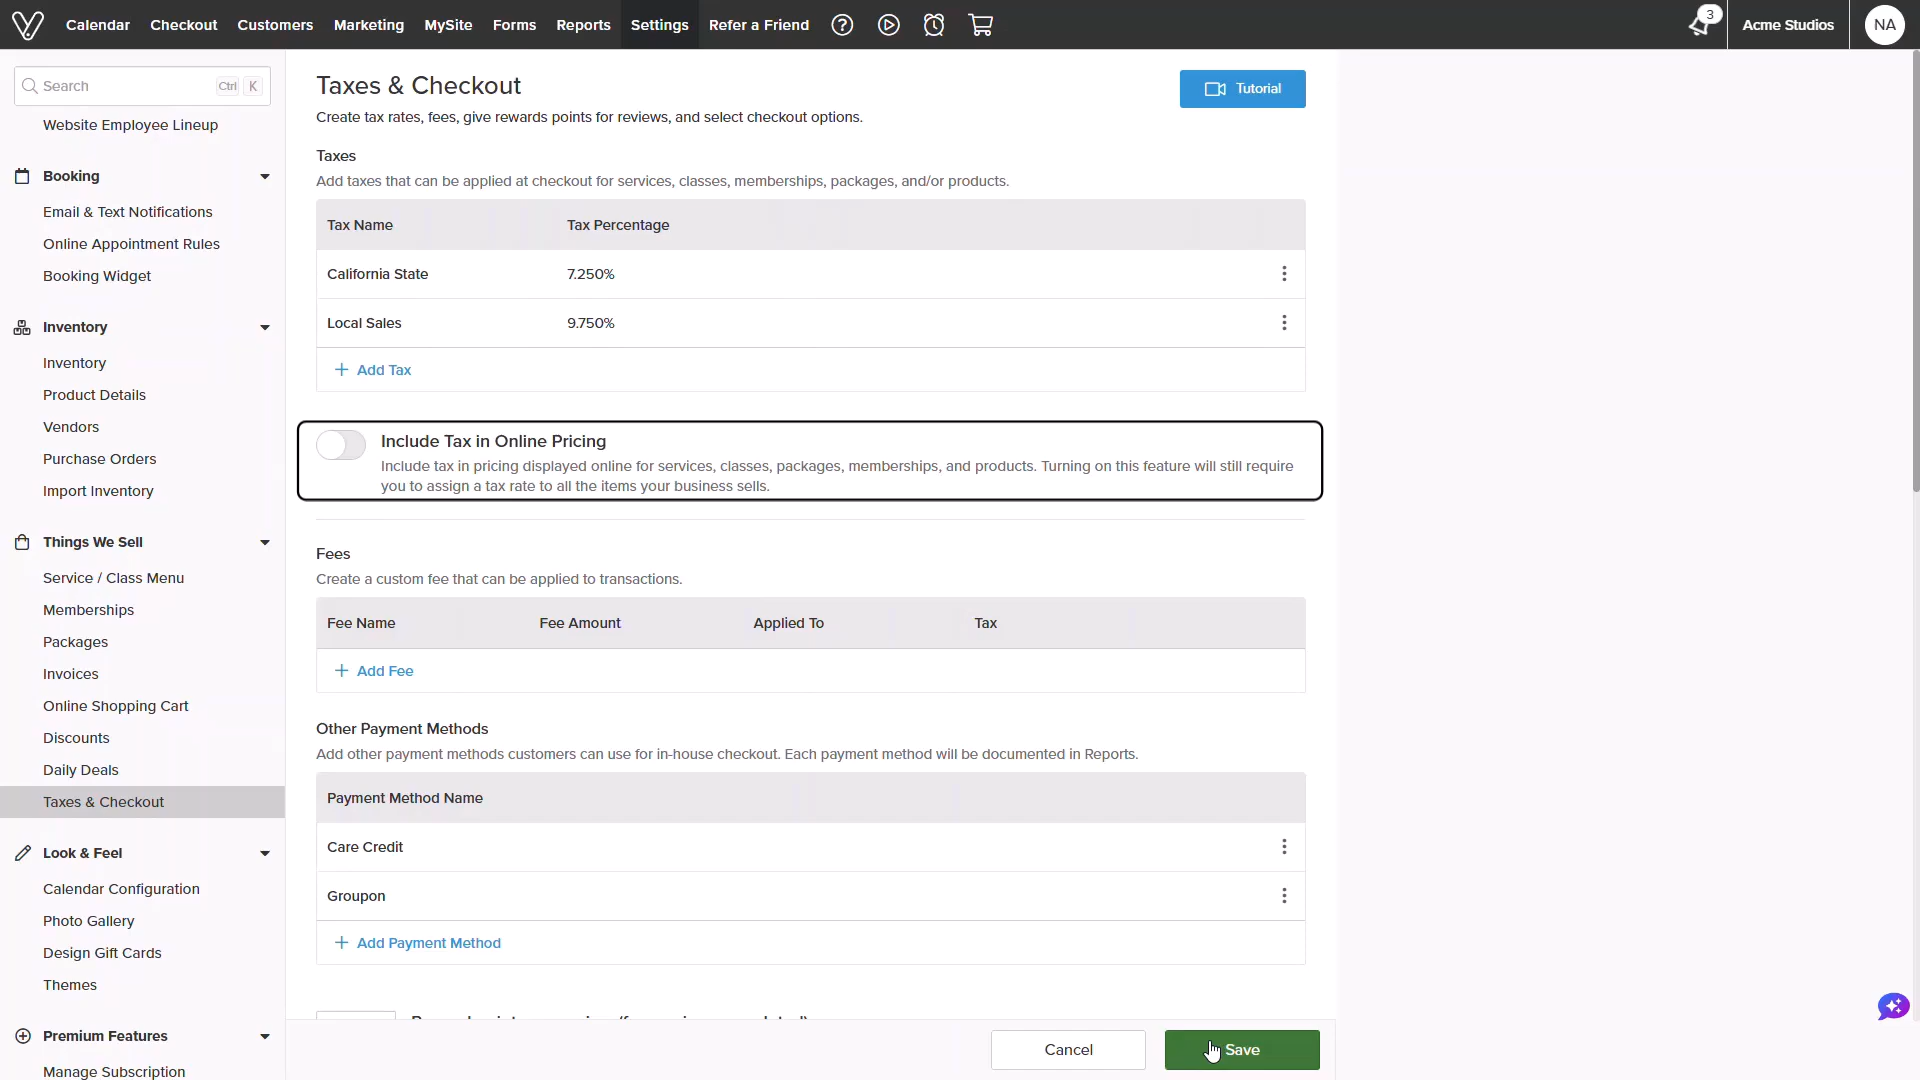 Calendar Checkout Customers Marketing MySite Forms Reports Settings Refer a Friend 3 Acme Studios NA
Search Ctrl K
Website Employee Lineup
Booking
Email & Text Notifications
Online Appointment Rules
Booking Widget
Inventory
Inventory
Product Details
Vendors
Purchase Orders
Import Inventory
Things We Sell
Service / Class Menu
Memberships
Packages
Invoices
Online Shopping Cart
Discounts
Daily Deals
Taxes & Checkout
Look & Feel
Calendar Configuration
Photo Gallery
Design Gift Cards
Themes
Premium Features
Manage Subscription
Taxes & Checkout
Tutorial
Create tax rates, fees, give rewards points for reviews, and select checkout options.
Taxes
Add taxes that can be applied at checkout for services, classes, memberships, packages, and/or products.
Tax Name Tax Percentage
California State 7.250%
Local Sales 9.750%
Add Tax
Include Tax in Online Pricing
Include tax in pricing displayed online for services, classes, packages, memberships, and products. Turning on this feature will still require
you to assign a tax rate to all the items your business sells.
Fees
Create a custom fee that can be applied to transactions.
Fee Name Fee Amount Applied To Tax
Add Fee
Other Payment Methods
Add other payment methods customers can use for in-house checkout. Each payment method will be documented in Reports.
Payment Method Name
Care Credit
Groupon
Add Payment Method
Cancel Save